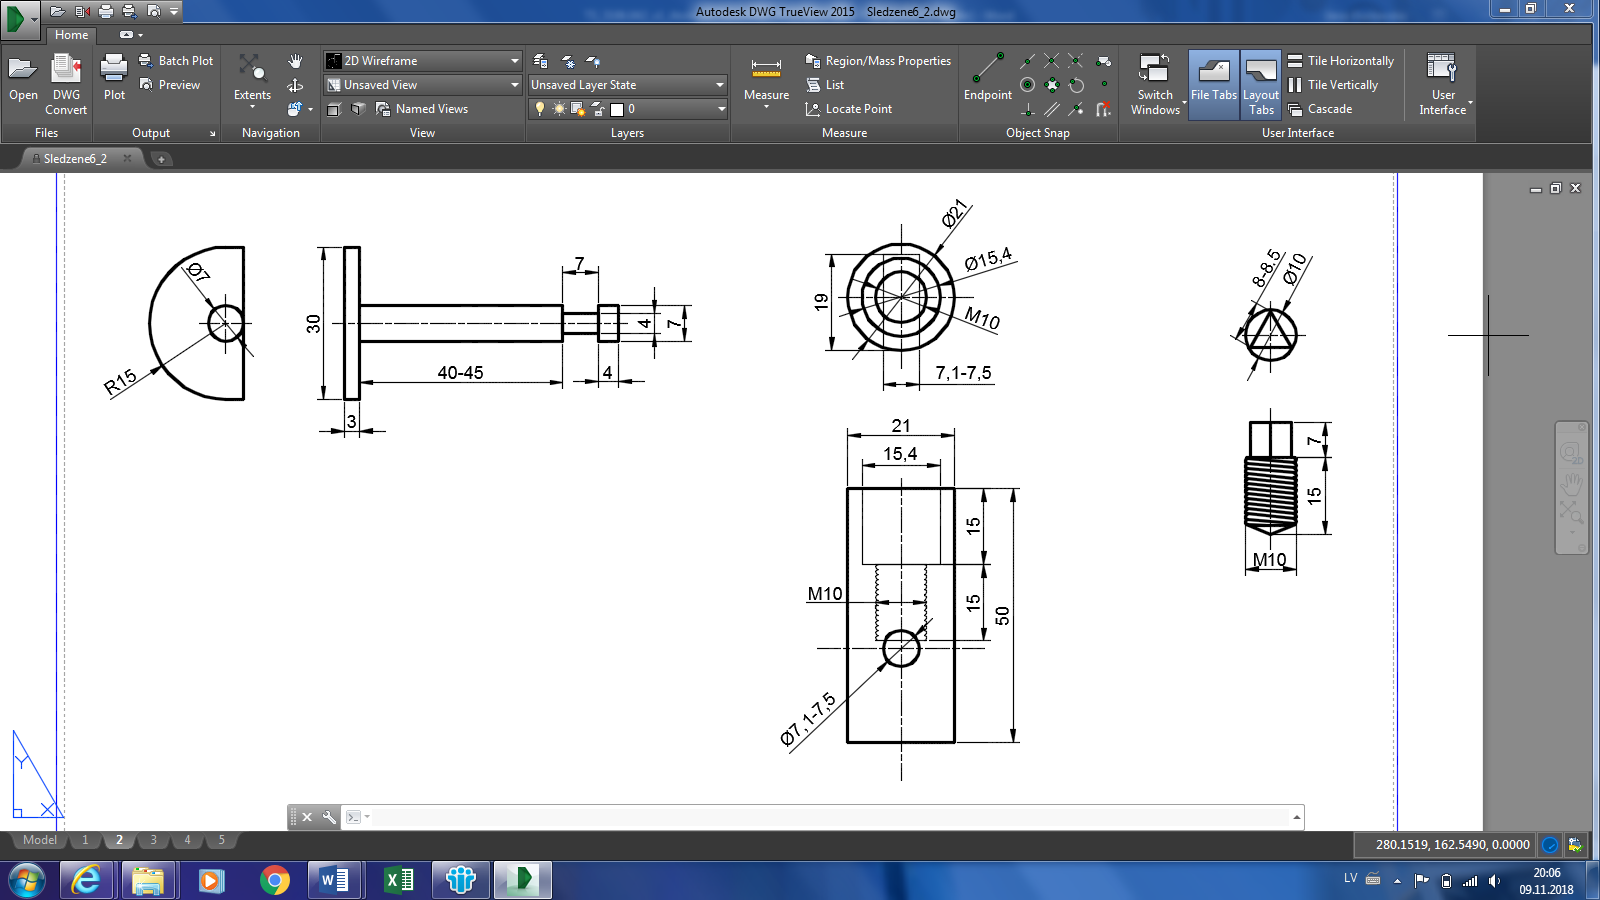 Autodesk DWG TrueView 2015 Sledzene6_2.dwg
Home
Open
DWG Convert
Files
Plot
Batch Plot
Preview
Output
Extents
Navigation
2D Wireframe
Unsaved View
Named Views
View
Unsaved Layer State
0
Layers
Measure
Region/Mass Properties
List
Locate Point
Measure
Endpoint
Object Snap
Switch Windows
File Tabs
Layout Tabs
Tile Horizontally
Tile Vertically
Cascade
User Interface
User Interface
Sledzene6_2
Ø7
R15
30
3
40-45
7
4
4
7
Ø21
Ø15,4
M10
19
7,1-7,5
8-8,5
Ø10
21
15,4
15
15
50
M10
Ø7,1-7,5
7
15
M10
Y
X
Model 1 2 3 4 5
280.1519, 162.5490, 0.0000
LV
20:06
09.11.2018